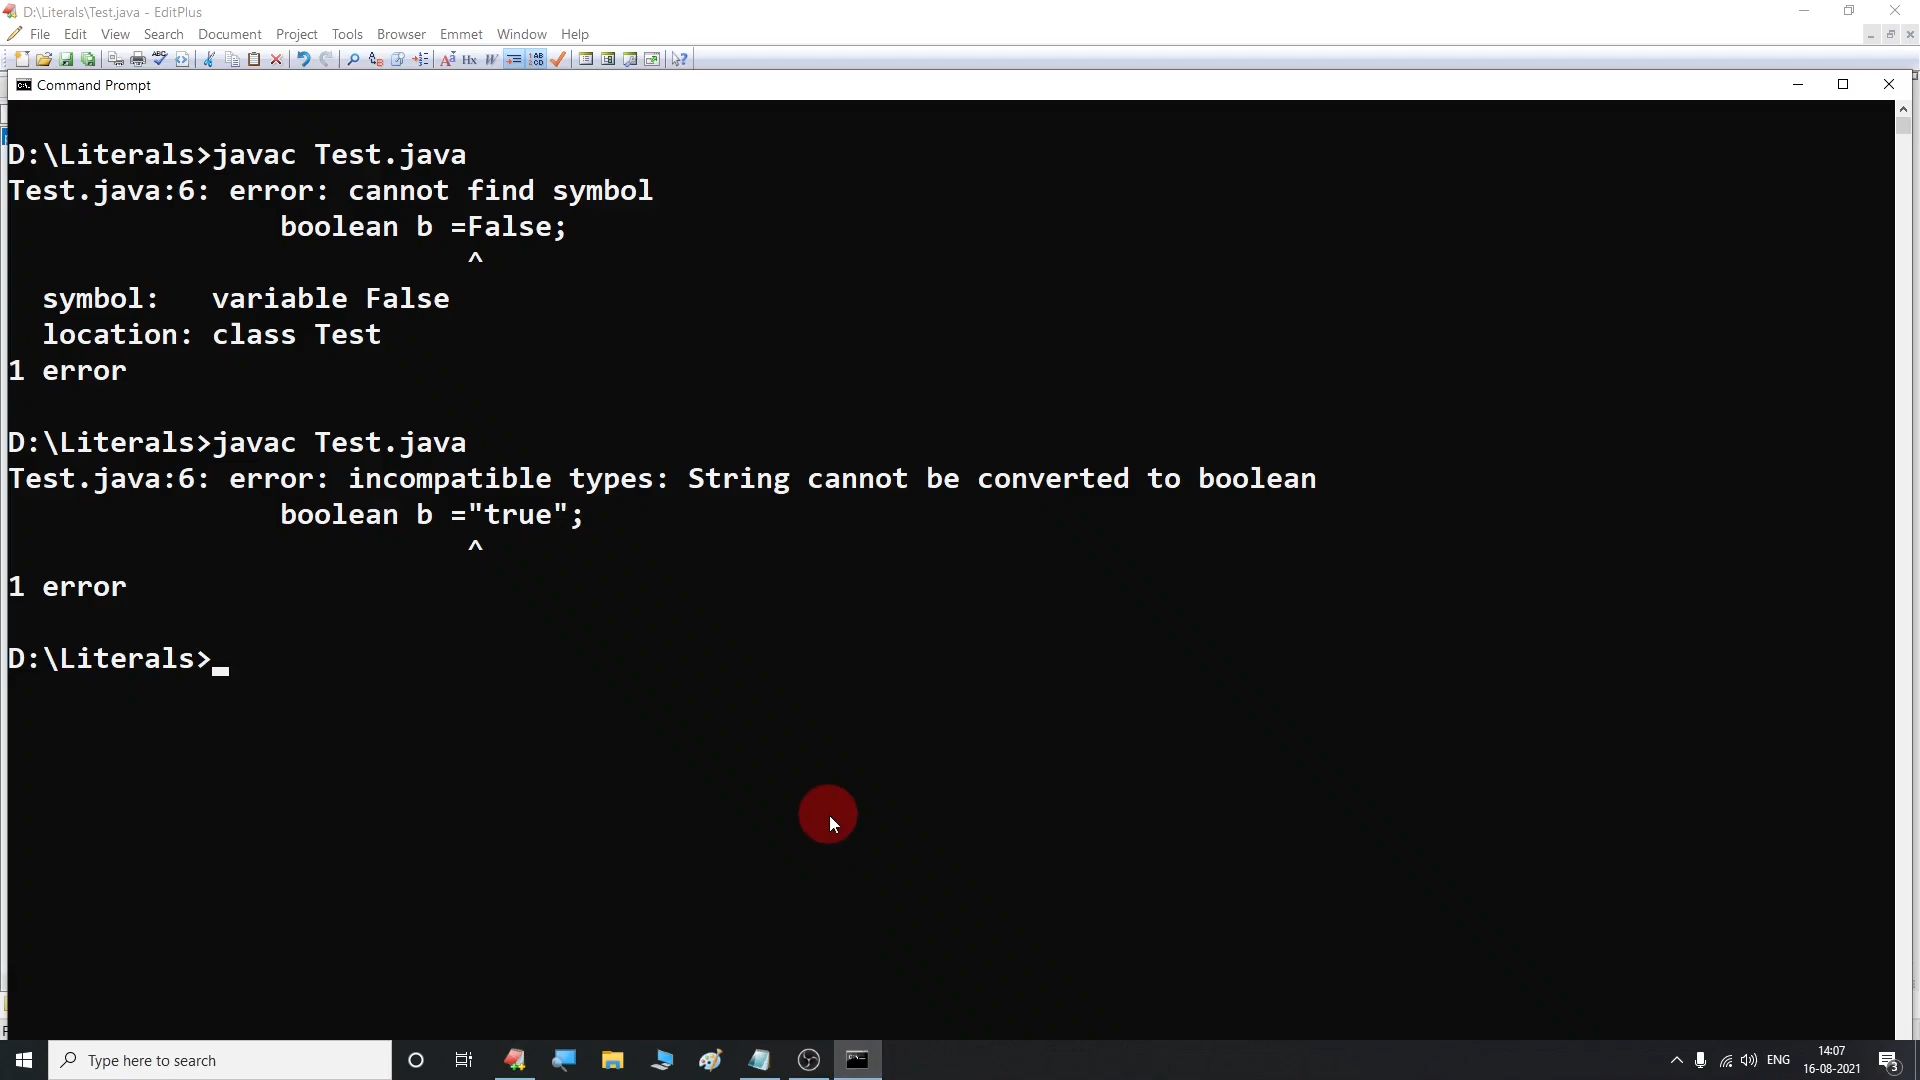 D:\Literals\Test.java - EditPlus
File Edit View Search Document Project Tools Browser Emmet Window Help
Command Prompt
D:\Literals>javac Test.java
Test.java:6: error: cannot find symbol
boolean b =False;
^
symbol: variable False
location: class Test
1 error
D:\Literals>javac Test.java
Test.java:6: error: incompatible types: String cannot be converted to boolean
boolean b ="true";
^
1 error
D:\Literals>
Type here to search
ENG
14:07
16-08-2021
3